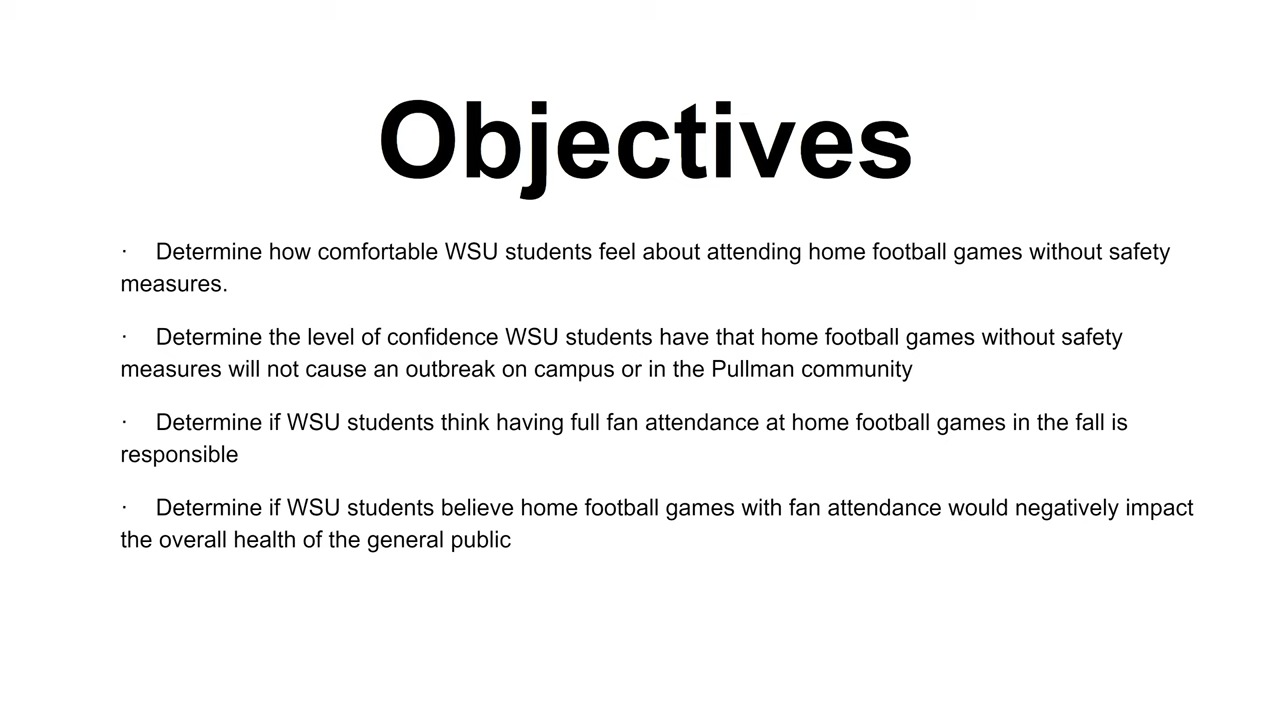 Objectives
· Determine how comfortable WSU students feel about attending home football games without safety
measures.
· Determine the level of confidence WSU students have that home football games without safety
measures will not cause an outbreak on campus or in the Pullman community
· Determine if WSU students think having full fan attendance at home football games in the fall is
responsible
· Determine if WSU students believe home football games with fan attendance would negatively impact
the overall health of the general public